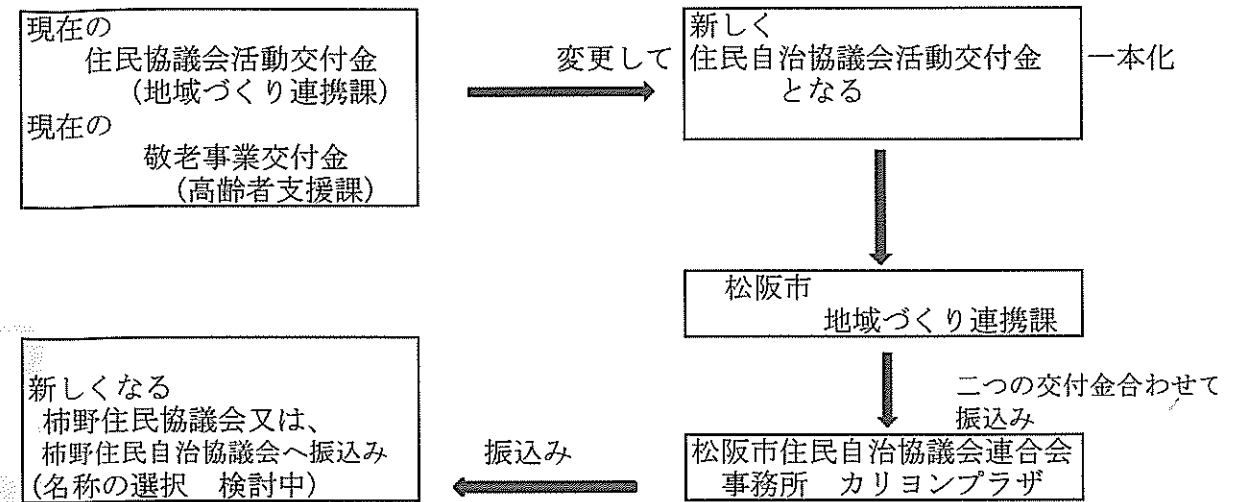 現在の
住民協議会活動交付金
(地域づくり連携課)
現在の
敬老事業交付金
(高齢者支援課)
変更して
新しく
住民自治協議会活動交付金
となる
一本化
松阪市
地域づくり連携課
二つの交付金合わせて
振込み
松阪市住民自治協議会連合会
事務所 カリヨンプラザ
振込み
新しくなる
柿野住民協議会又は、
柿野住民自治協議会へ振込み
(名称の選択 検討中)